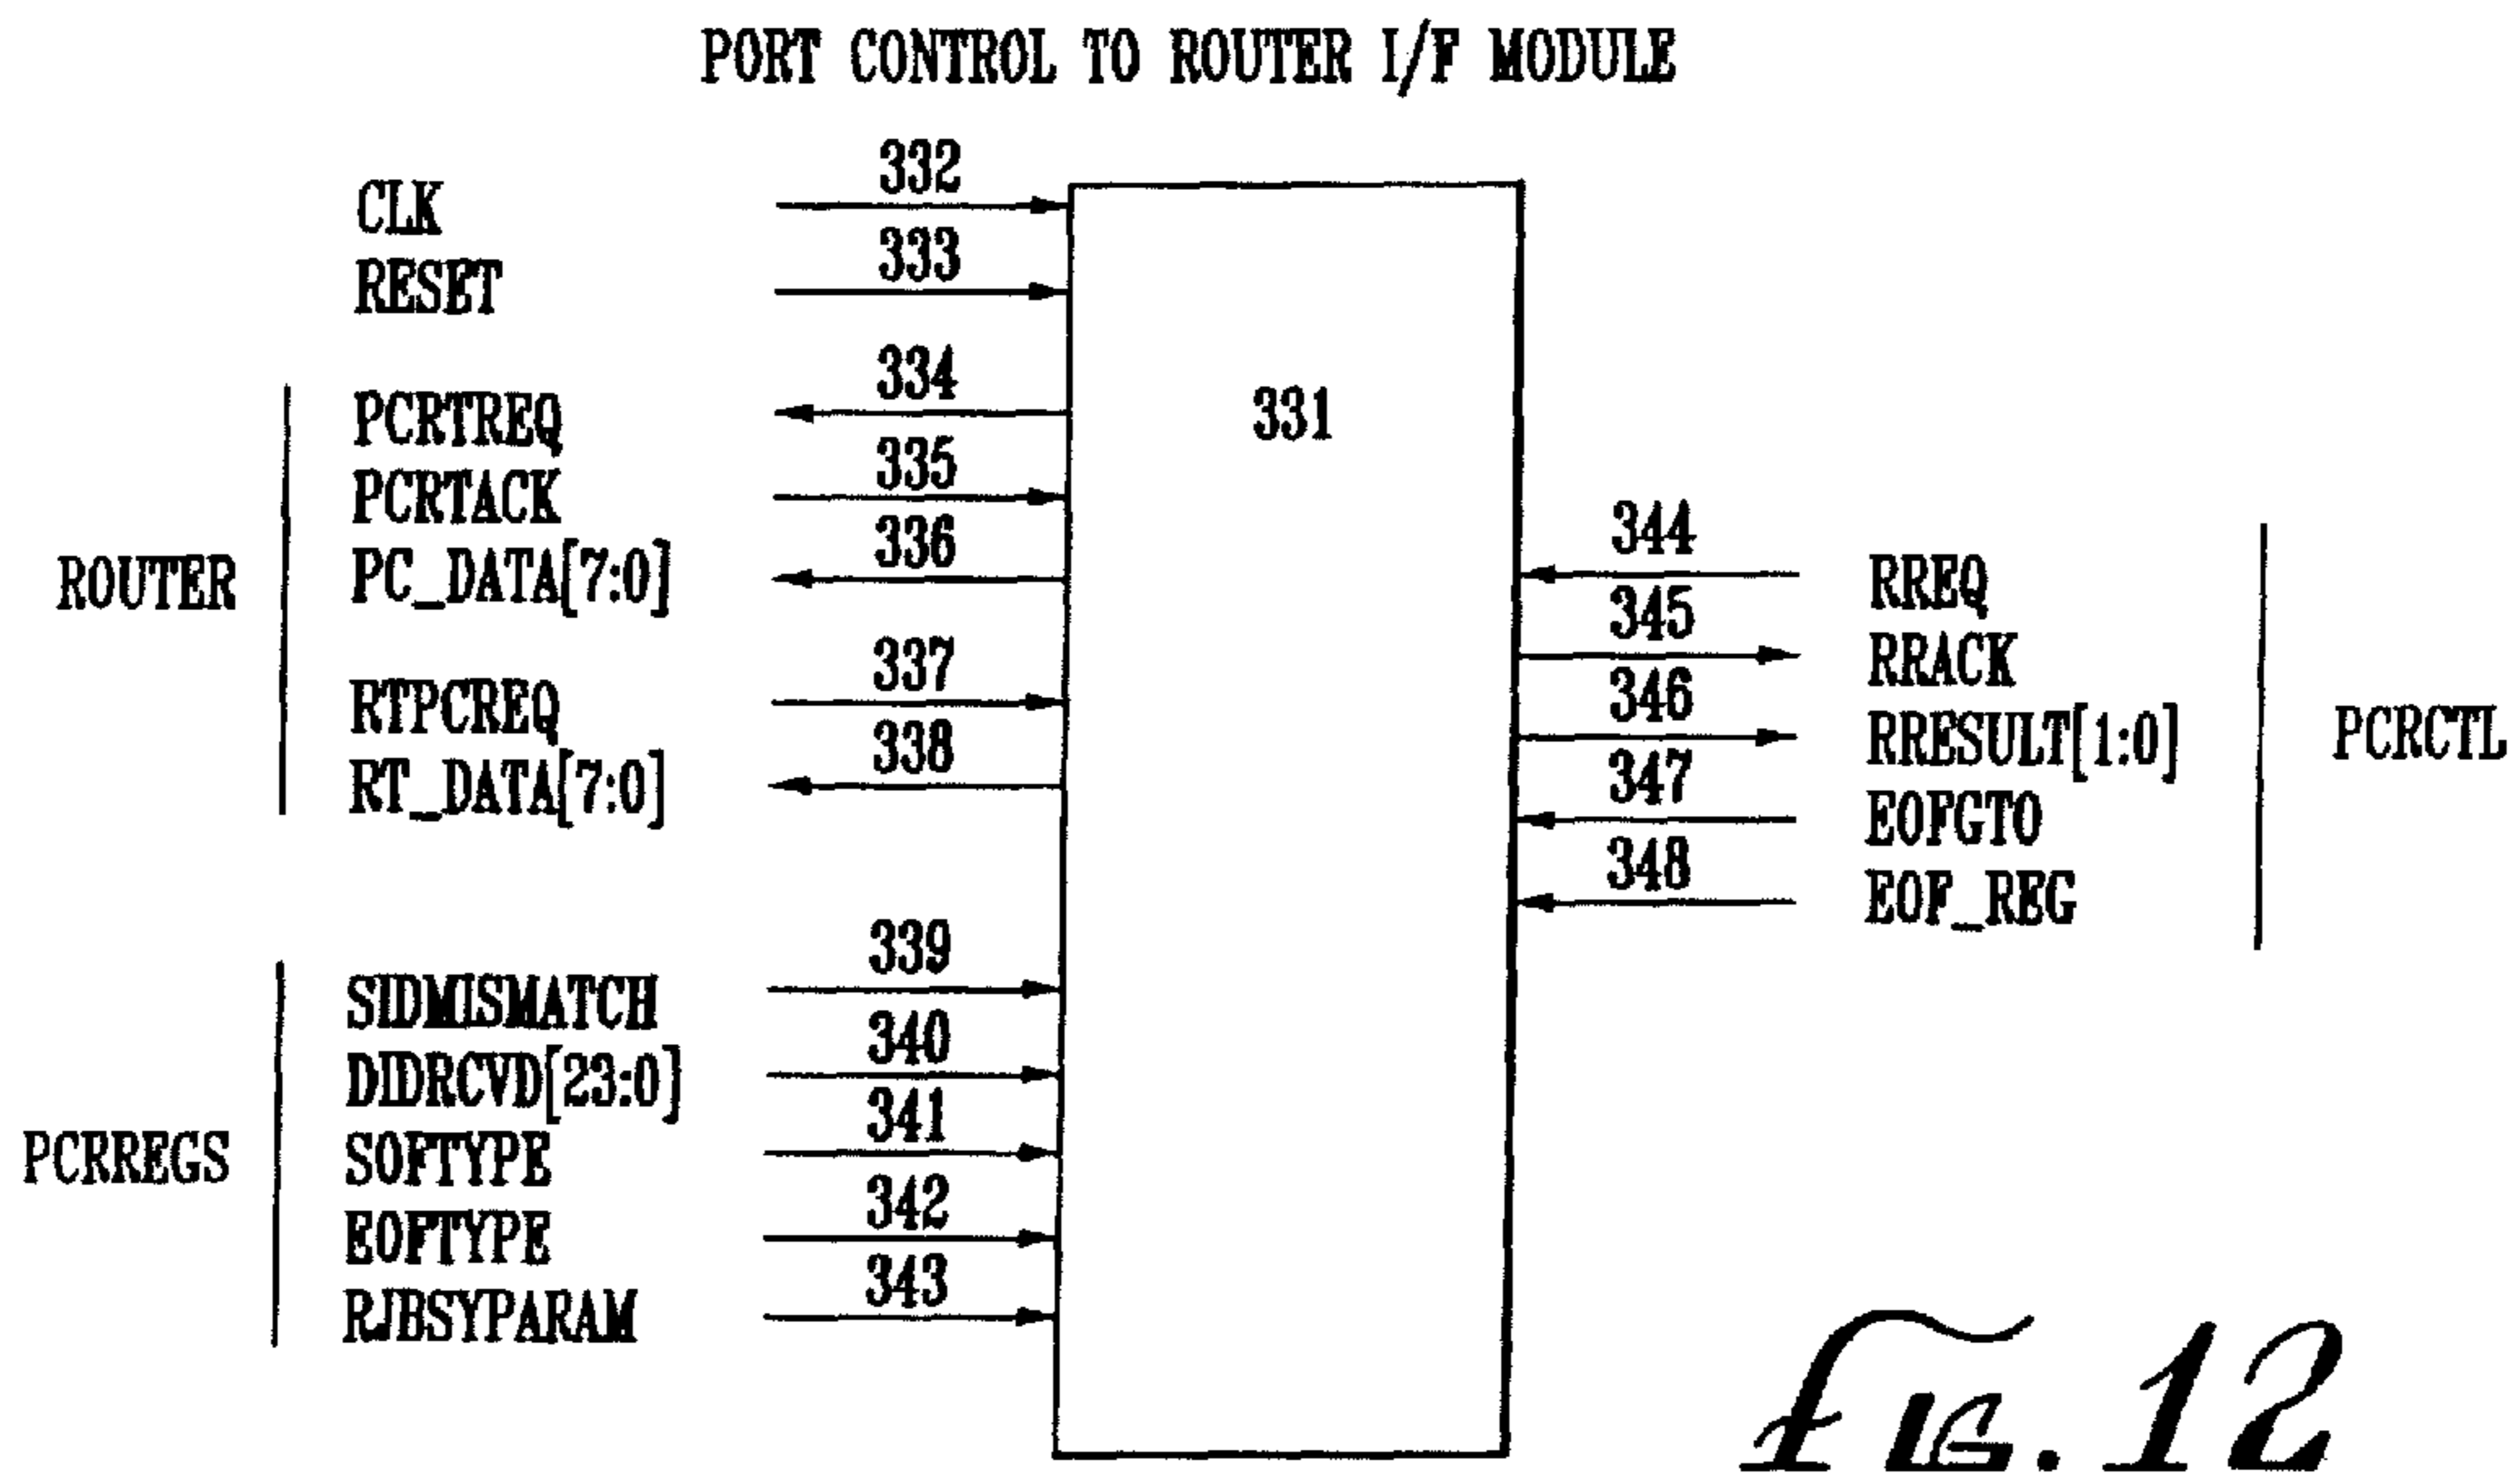 PORT CONTROL TO ROUTER I/F MODULE
CLK 332
RESET 333
331
ROUTER
PCRTREQ 334
PCRTACK 335
PC_DATA[7:0] 336
RTPCREQ 337
RT_DATA[7:0] 338
PCRREGS
SIDMISMATCH 339
DIDRCVD[23:0] 340
SOFTYPE 341
EOFTYPE 342
RJBSYPARAM 343
344 RREQ
345 RRACK
346 RRESULT[1:0]
347 EOFGTO
348 EOF_REG
PCRCTL
FIG. 12